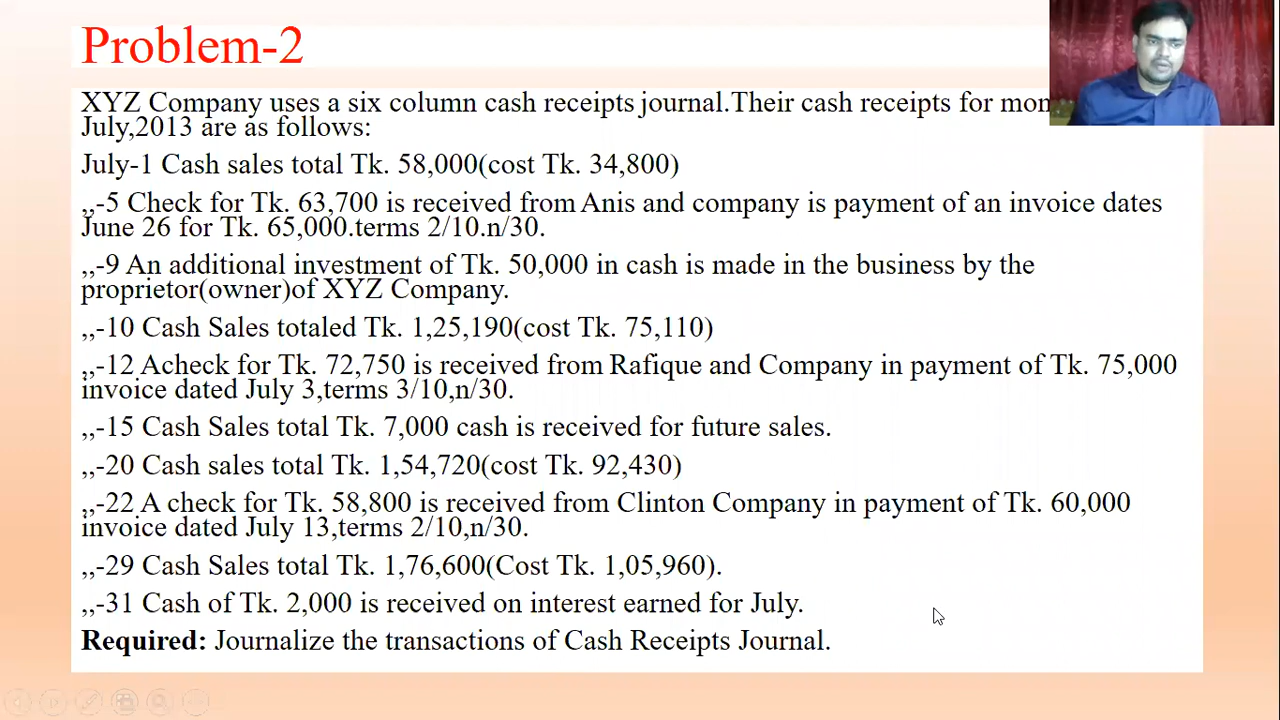 Problem-2
XYZ Company uses a six column cash receipts journal.Their cash receipts for
July,2013 are as follows:
July-1 Cash sales total Tk. 58,000(cost Tk. 34,800)
,,-5 Check for Tk. 63,700 is received from Anis and company is payment of an invoice dates
June 26 for Tk. 65,000.terms 2/10.n/30.
,,-9 An additional investment of Tk. 50,000 in cash is made in the business by the
proprietor(owner)of XYZ Company.
,,-10 Cash Sales totaled Tk. 1,25,190(cost Tk. 75,110)
,,-12 Acheck for Tk. 72,750 is received from Rafique and Company in payment of Tk. 75,000
invoice dated July 3,terms 3/10,n/30.
,,-15 Cash Sales total Tk. 7,000 cash is received for future sales.
,,-20 Cash sales total Tk. 1,54,720(cost Tk. 92,430)
,,-22 A check for Tk. 58,800 is received from Clinton Company in payment of Tk. 60,000
invoice dated July 13,terms 2/10,n/30.
,,-29 Cash Sales total Tk. 1,76,600(Cost Tk. 1,05,960).
,,-31 Cash of Tk. 2,000 is received on interest earned for July.
Required: Journalize the transactions of Cash Receipts Journal.